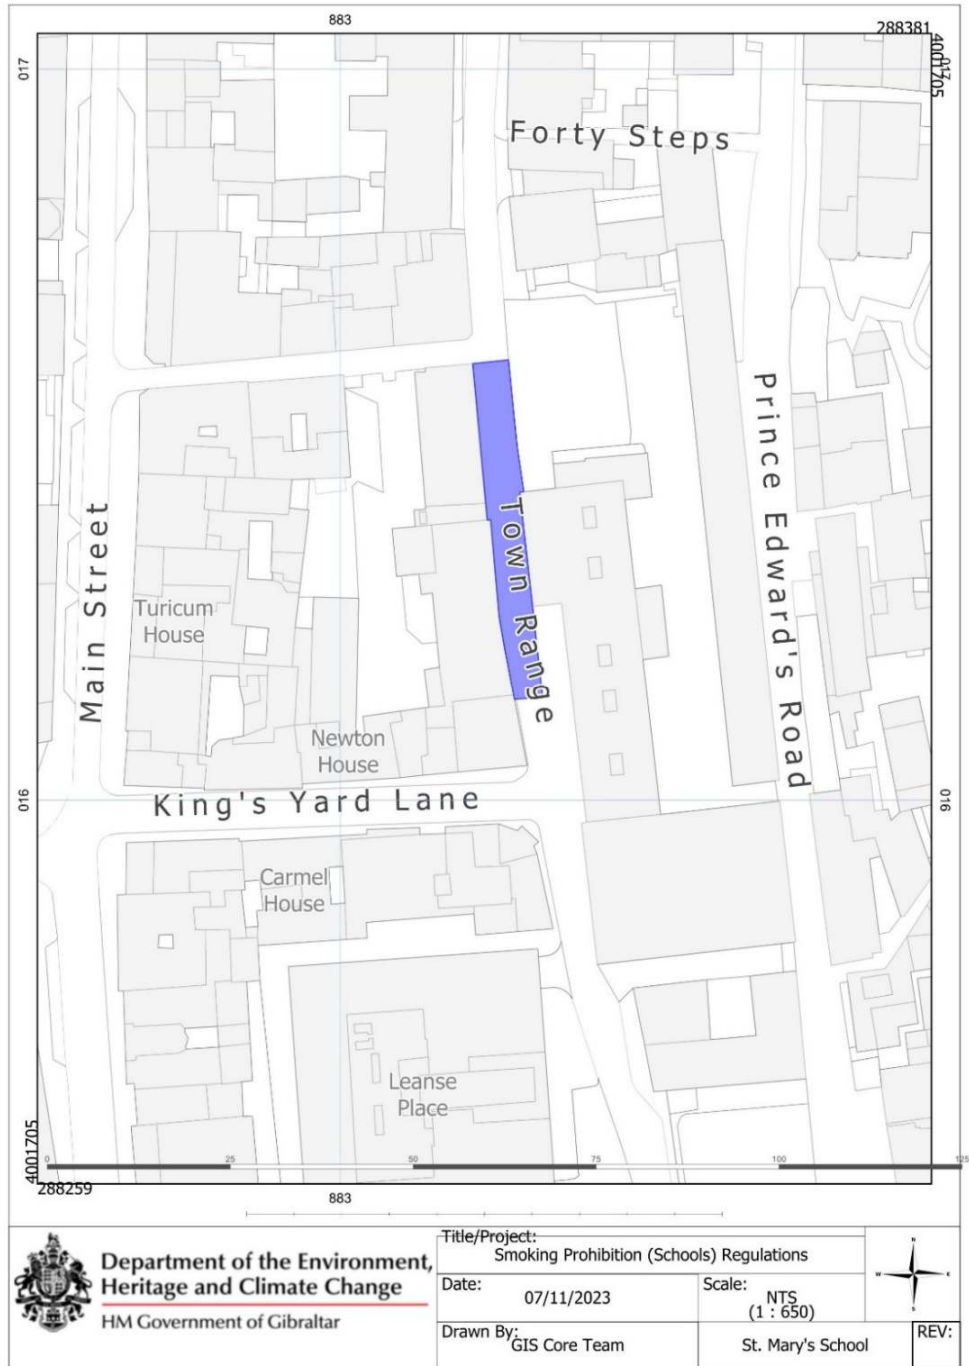 883
288381
4001705
017
017
Forty Steps
Prince Edward's Road
Town Range
Main Street
Turicum
House
Newton
House
King's Yard Lane
016
016
Carmel
House
Leanse
Place
4001705
0
25
50
75
100
125
288259
883
Department of the Environment,
Heritage and Climate Change
HM Government of Gibraltar
Title/Project:
Smoking Prohibition (Schools) Regulations
Date:
07/11/2023
Scale:
NTS
(1 : 650)
Drawn By:
GIS Core Team
St. Mary's School
REV:
N
W
E
S